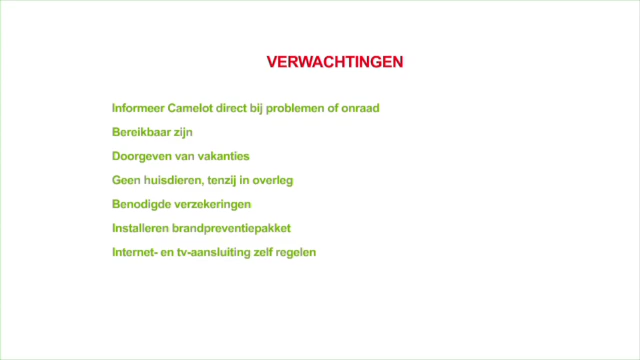 VERWACHTINGEN
Informeer Camelot direct bij problemen of onraad
Bereikbaar zijn
Doorgeven van vakanties
Geen huisdieren, tenzij in overleg
Benodigde verzekeringen
Installeren brandpreventiepakket
Internet- en tv-aansluiting zelf regelen